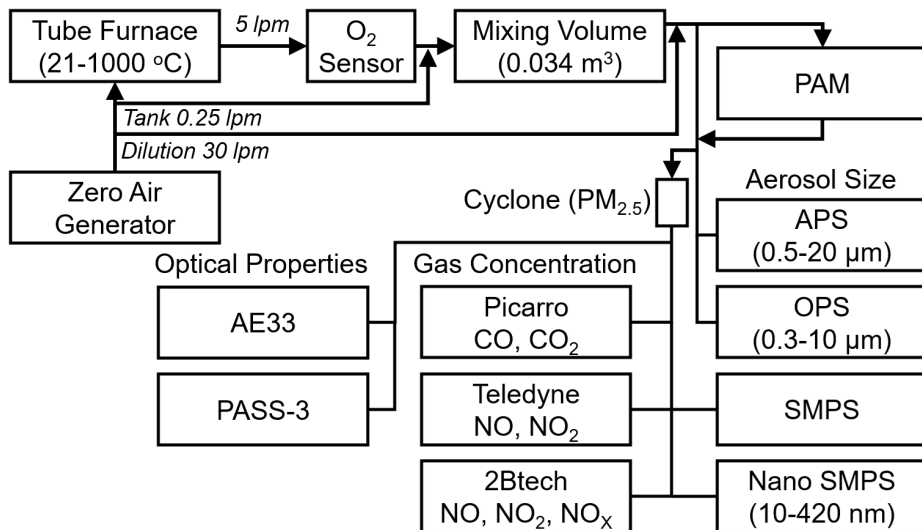 Tube Furnace
(21-1000 °C)
5 lpm
O₂
Sensor
Mixing Volume
(0.034 m³)
PAM
Tank 0.25 lpm
Dilution 30 lpm
Zero Air
Generator
Cyclone (PM₂.₅)
Aerosol Size
APS
(0.5-20 µm)
OPS
(0.3-10 µm)
SMPS
Nano SMPS
(10-420 nm)
Optical Properties
AE33
PASS-3
Gas Concentration
Picarro
CO, CO₂
Teledyne
NO, NO₂
2Btech
NO, NO₂, NOₓ